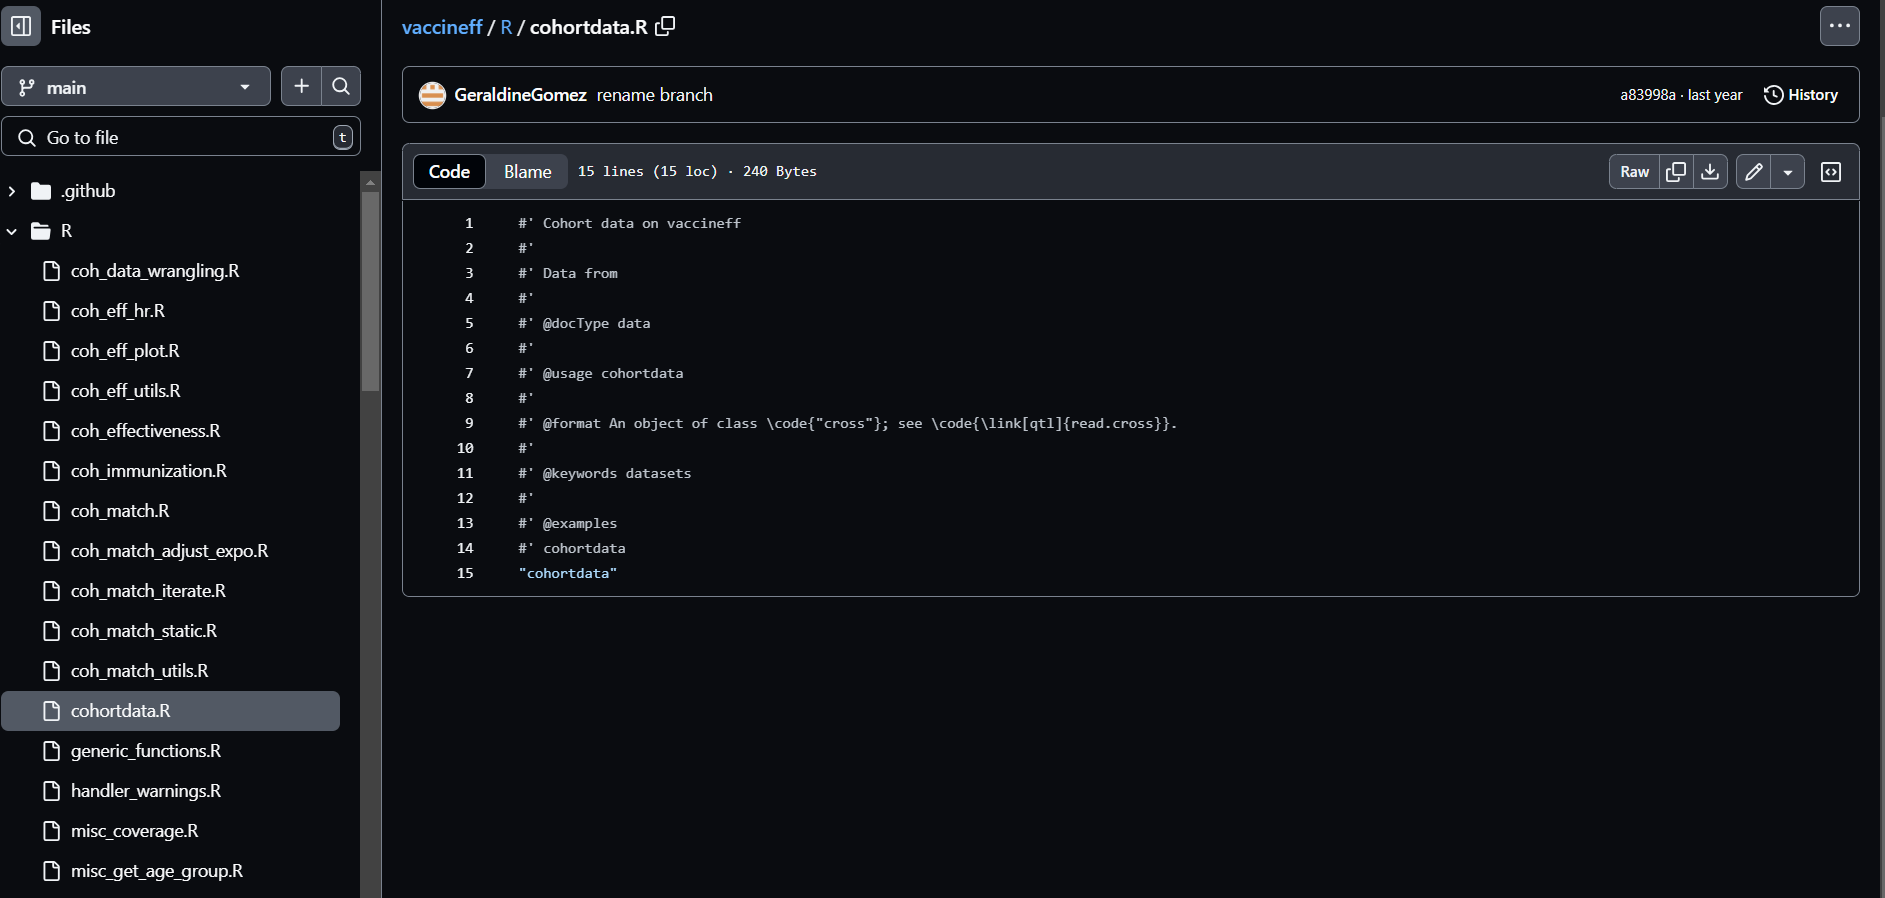 Files
main
Go to file
t
.github
R
coh_data_wrangling.R
coh_eff_hr.R
coh_eff_plot.R
coh_eff_utils.R
coh_effectiveness.R
coh_immunization.R
coh_match.R
coh_match_adjust_expo.R
coh_match_iterate.R
coh_match_static.R
coh_match_utils.R
cohortdata.R
generic_functions.R
handler_warnings.R
misc_coverage.R
misc_get_age_group.R
vaccineff / R / cohortdata.R
GeraldineGomez rename branch
a83998a · last year
History
Code Blame 15 lines (15 loc) · 240 Bytes
Raw
1 #' Cohort data on vaccineff
2 #'
3 #' Data from
4 #'
5 #' @docType data
6 #'
7 #' @usage cohortdata
8 #'
9 #' @format An object of class \code{"cross"}; see \code{\link[qtl]{read.cross}}.
10 #'
11 #' @keywords datasets
12 #'
13 #' @examples
14 #' cohortdata
15 "cohortdata"